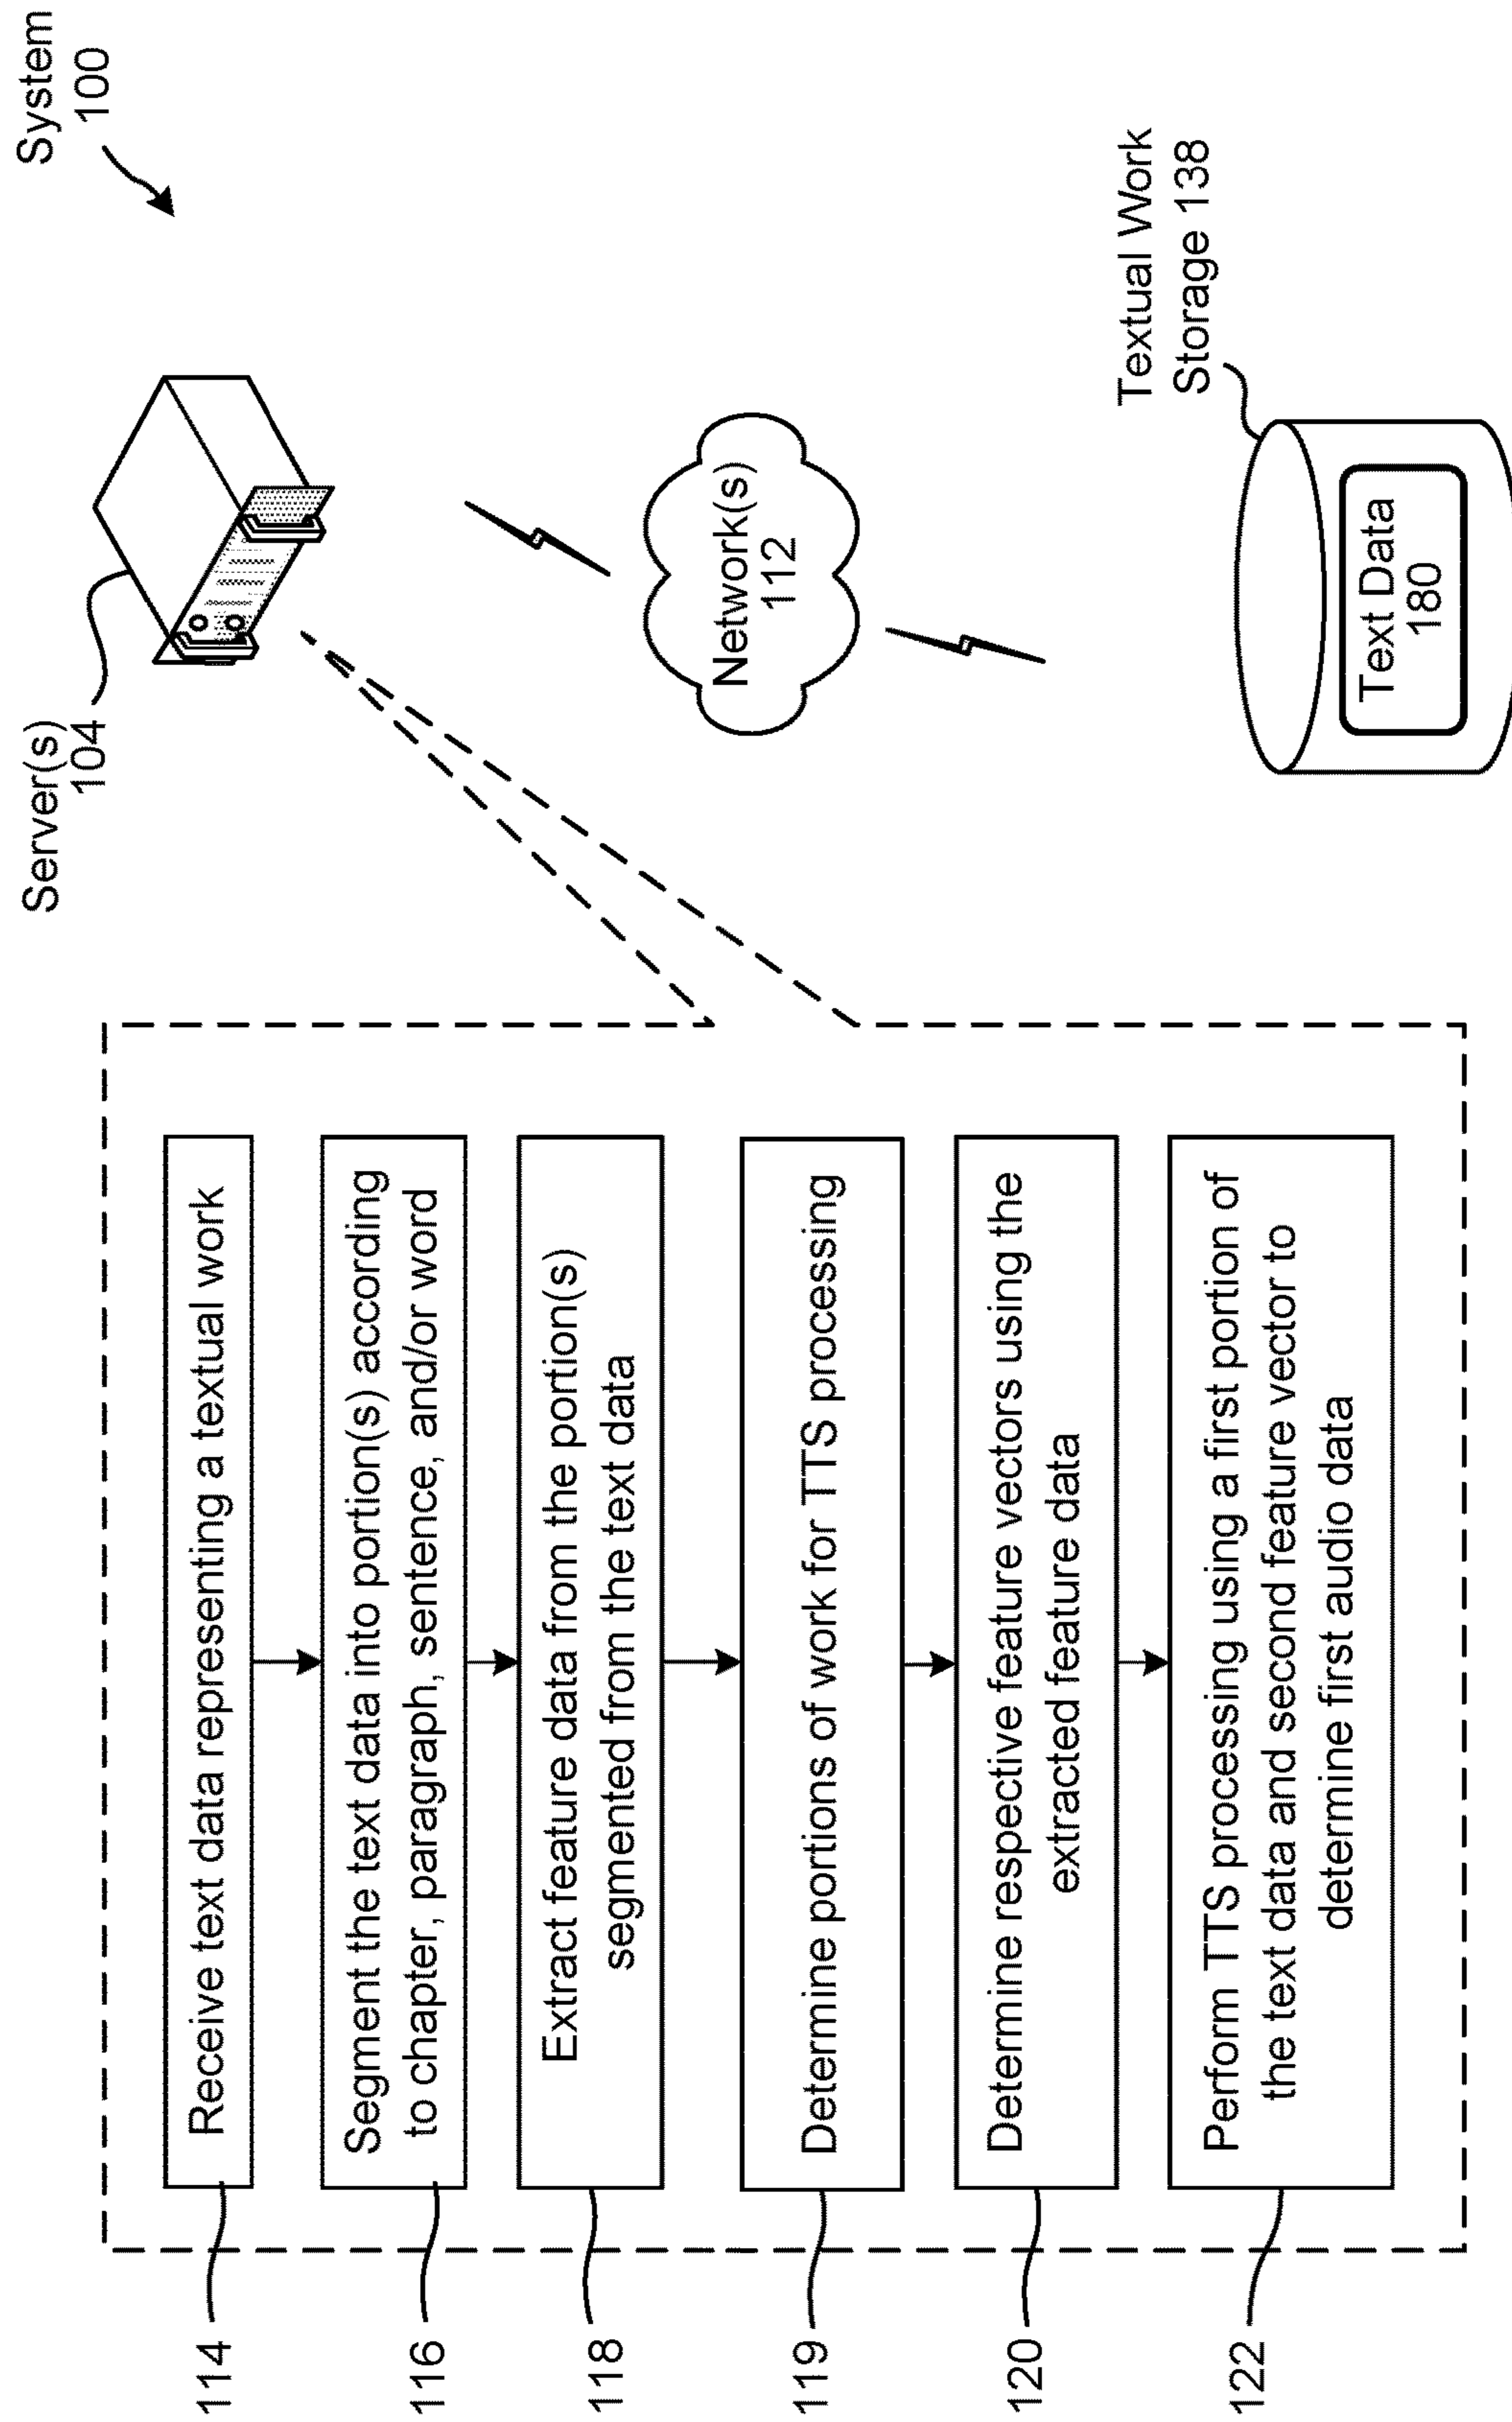 System
100
Server(s)
104
114
Receive text data representing a textual work
116
Segment the text data into portion(s) according
to chapter, paragraph, sentence, and/or word
118
Extract feature data from the portion(s)
segmented from the text data
119
Determine portions of work for TTS processing
120
Determine respective feature vectors using the
extracted feature data
122
Perform TTS processing using a first portion of
the text data and second feature vector to
determine first audio data
Network(s)
112
Textual Work
Storage 138
Text Data
180